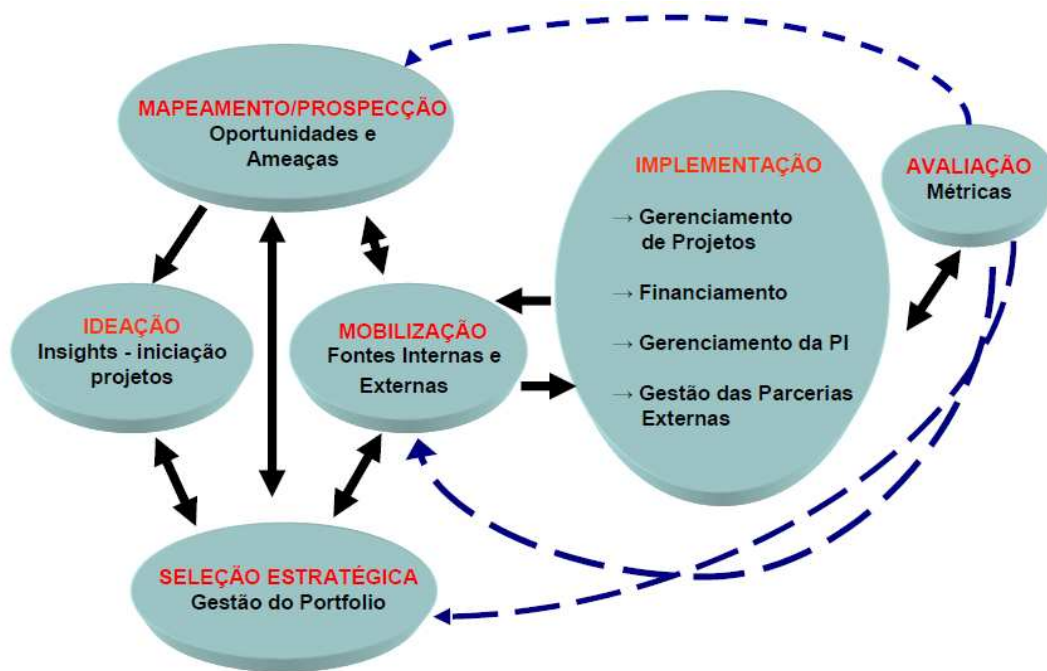 MAPEAMENTO/PROSPECÇÃO
Oportunidades e
Ameaças
IMPLEMENTAÇÃO
→ Gerenciamento
de Projetos
→ Financiamento
→ Gerenciamento da PI
→ Gestão das Parcerias
Externas
AVALIAÇÃO
Métricas
IDEAÇÃO
Insights - iniciação
projetos
MOBILIZAÇÃO
Fontes Internas e
Externas
SELEÇÃO ESTRATÉGICA
Gestão do Portfolio